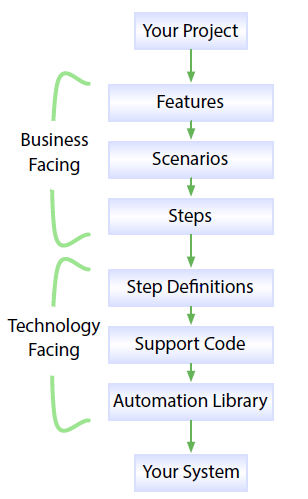 Your Project
Features
Business
Facing
Scenarios
Steps
Step Definitions
Technology
Facing
Support Code
Automation Library
Your System